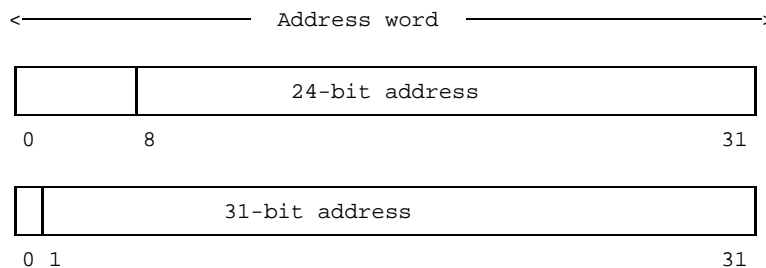 Address word
24-bit address
0 8 31
31-bit address
0 1 31